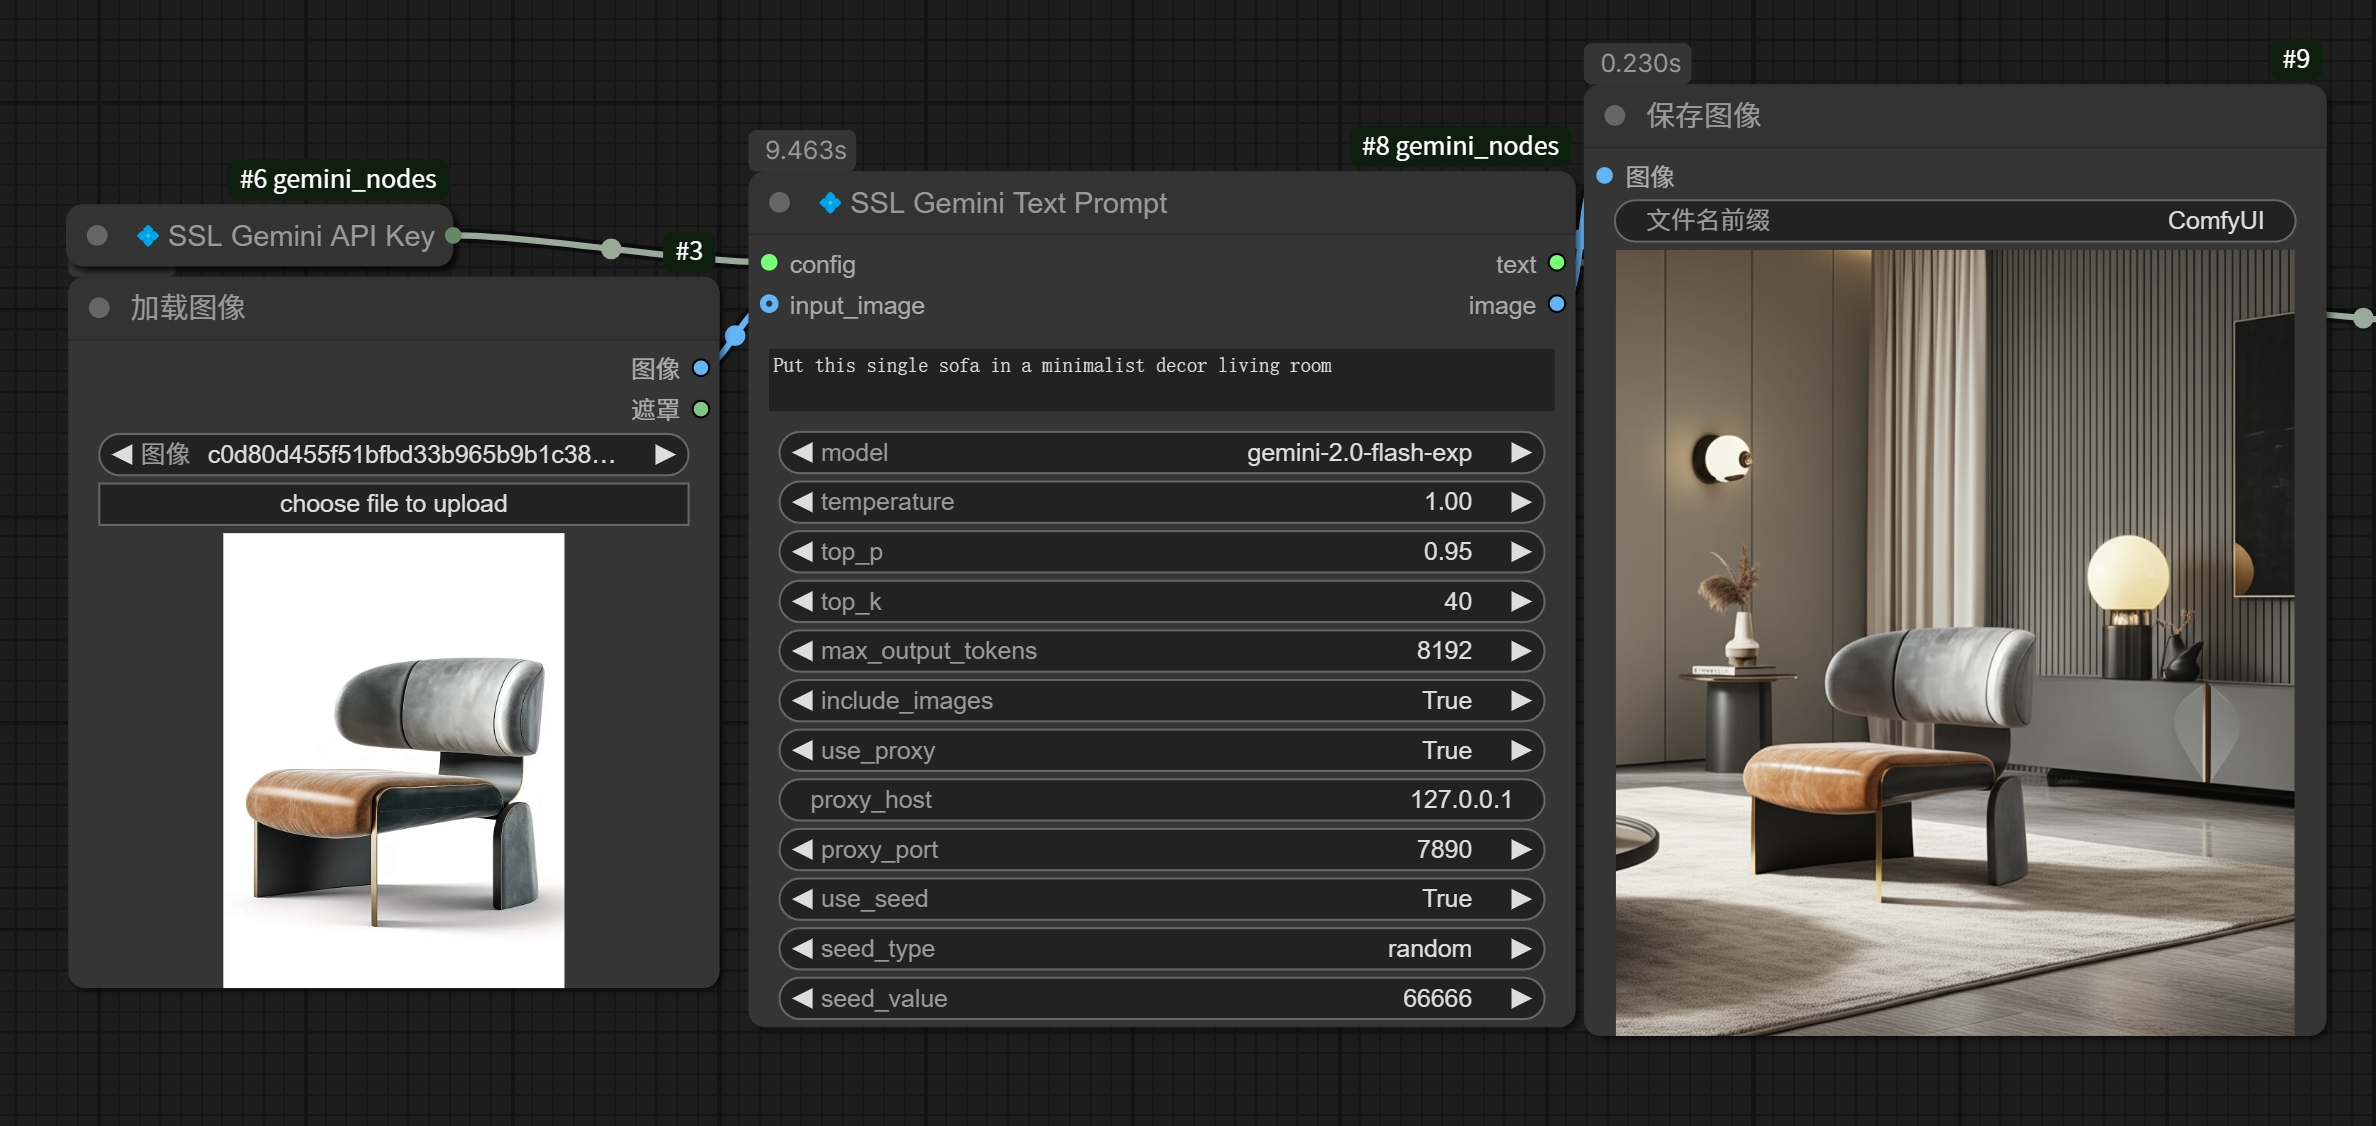 #6 gemini_nodes
SSL Gemini API Key
#3
加载图像
图像
遮罩
图像 c0d80d455f51bfbd33b965b9b1c38...
choose file to upload
9.463s
#8 gemini_nodes
SSL Gemini Text Prompt
config
text
input_image
image
Put this single sofa in a minimalist decor living room
model gemini-2.0-flash-exp
temperature 1.00
top_p 0.95
top_k 40
max_output_tokens 8192
include_images True
use_proxy True
proxy_host 127.0.0.1
proxy_port 7890
use_seed True
seed_type random
seed_value 66666
0.230s
#9
保存图像
图像
文件名前缀 ComfyUI